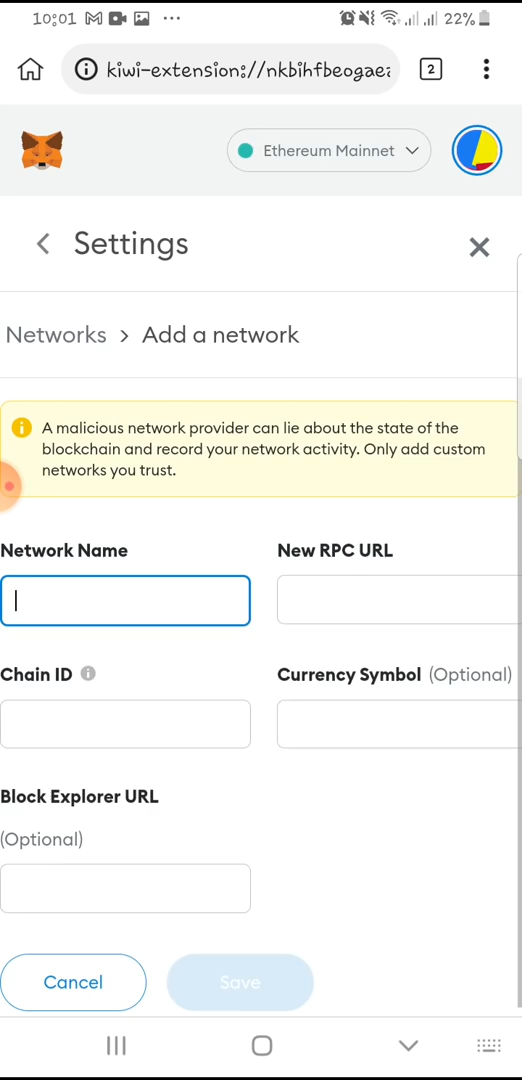 10:01
22%
kiwi-extension://nkbihfbeogaea
2
Ethereum Mainnet
Settings
Networks > Add a network
A malicious network provider can lie about the state of the
blockchain and record your network activity. Only add custom
networks you trust.
Network Name
New RPC URL
Chain ID
Currency Symbol (Optional)
Block Explorer URL
(Optional)
Cancel
Save